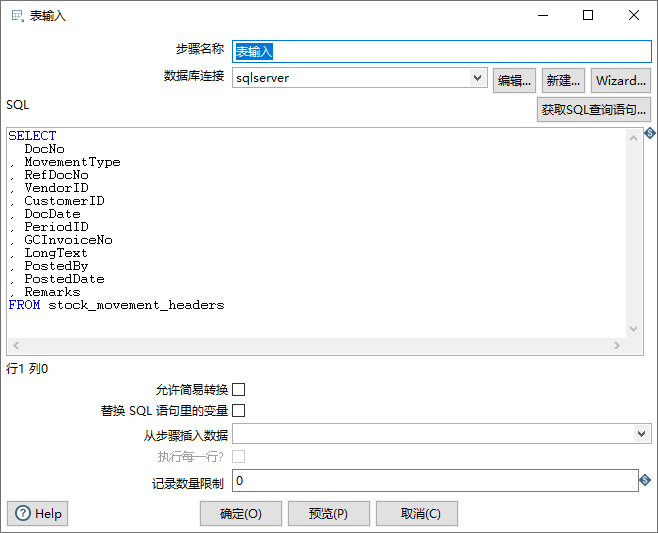 表输入
步骤名称
表输入
数据库连接
sqlserver
编辑...
新建...
Wizard...
SQL
获取SQL查询语句...
SELECT
DocNo
, MovementType
, RefDocNo
, VendorID
, CustomerID
, DocDate
, PeriodID
, GCInvoiceNo
, LongText
, PostedBy
, PostedDate
, Remarks
FROM stock_movement_headers
行1 列0
允许简易转换
替换 SQL 语句里的变量
从步骤插入数据
执行每一行?
记录数量限制
0
Help
确定(O)
预览(P)
取消(C)